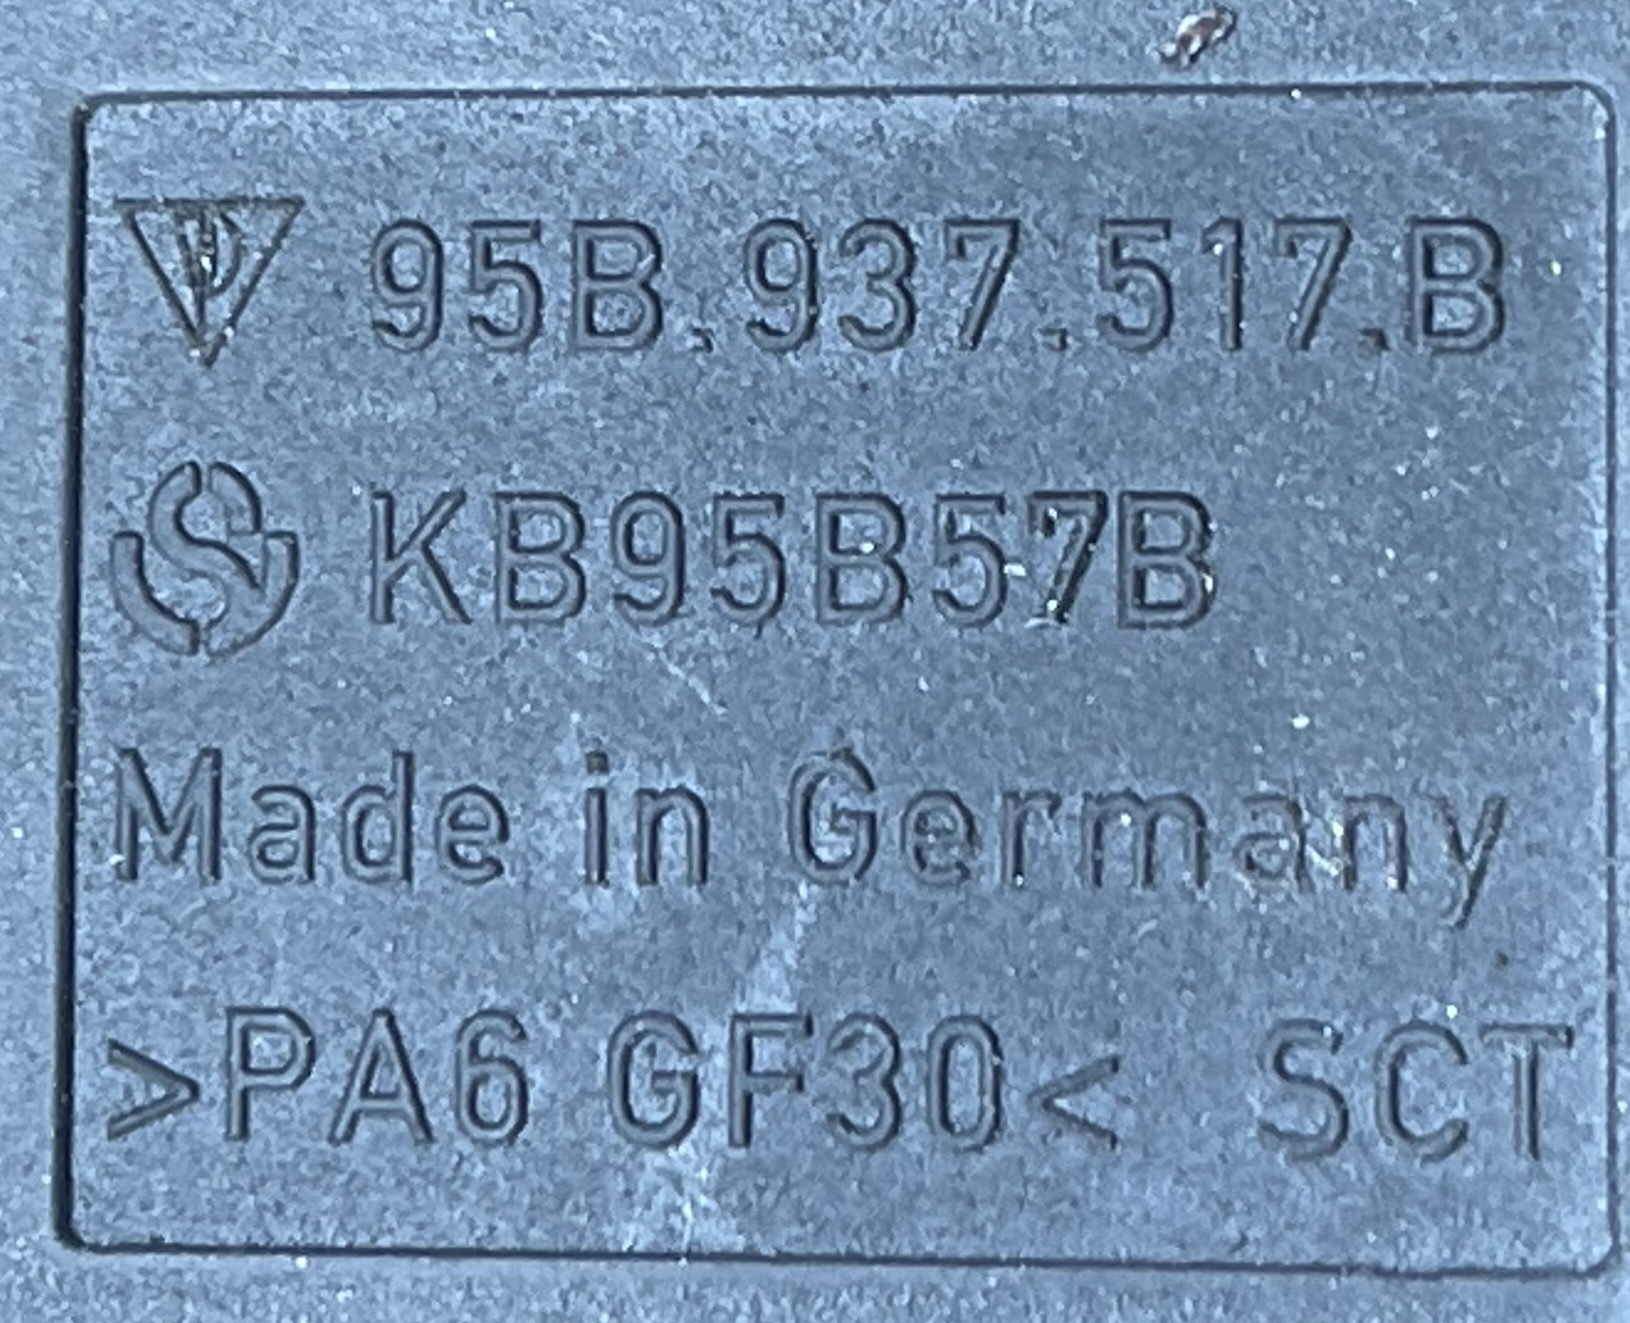 95B.937.517.B
KB95B57B
Made in Germany
>PA6 GF30< SCT